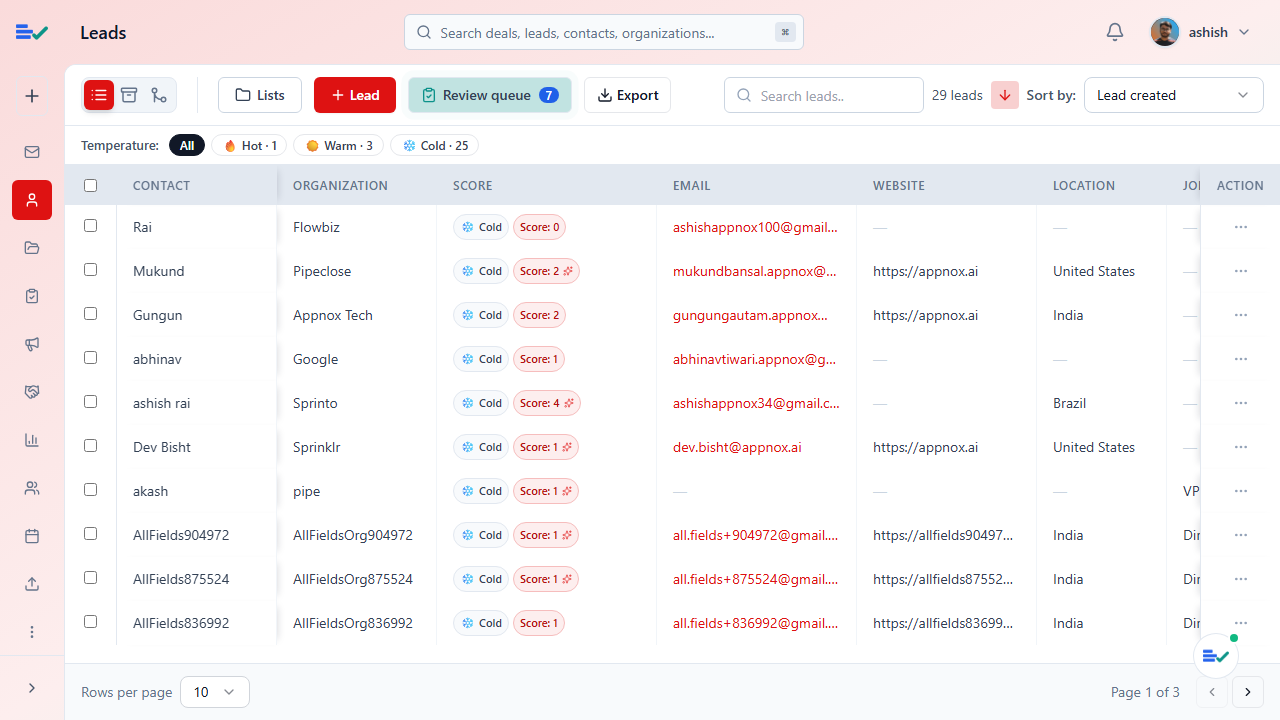 Leads
Search deals, leads, contacts, organizations...
⌘
ashish
Lists
Lead
Review queue 7
Export
Search leads..
29 leads
Sort by:
Lead created
Temperature:
All
Hot · 1
Warm · 3
Cold · 25
CONTACT ORGANIZATION SCORE EMAIL WEBSITE LOCATION ACTION
Rai Flowbiz Cold Score: 0 ashishappnox100@gmail... — — —
Mukund Pipeclose Cold Score: 2 mukundbansal.appnox@... https://appnox.ai United States —
Gungun Appnox Tech Cold Score: 2 gungungautam.appnox... https://appnox.ai India —
abhinav Google Cold Score: 1 abhinavtiwari.appnox@g... — — —
ashish rai Sprinto Cold Score: 4 ashishappnox34@gmail.c... — Brazil —
Dev Bisht Sprinklr Cold Score: 1 dev.bisht@appnox.ai https://appnox.ai United States —
akash pipe Cold Score: 1 — — — VP
AllFields904972 AllFieldsOrg904972 Cold Score: 1 all.fields+904972@gmail.... https://allfields90497... India
AllFields875524 AllFieldsOrg875524 Cold Score: 1 all.fields+875524@gmail.... https://allfields87552... India
AllFields836992 AllFieldsOrg836992 Cold Score: 1 all.fields+836992@gmail.... https://allfields83699... India
Rows per page 10
Page 1 of 3